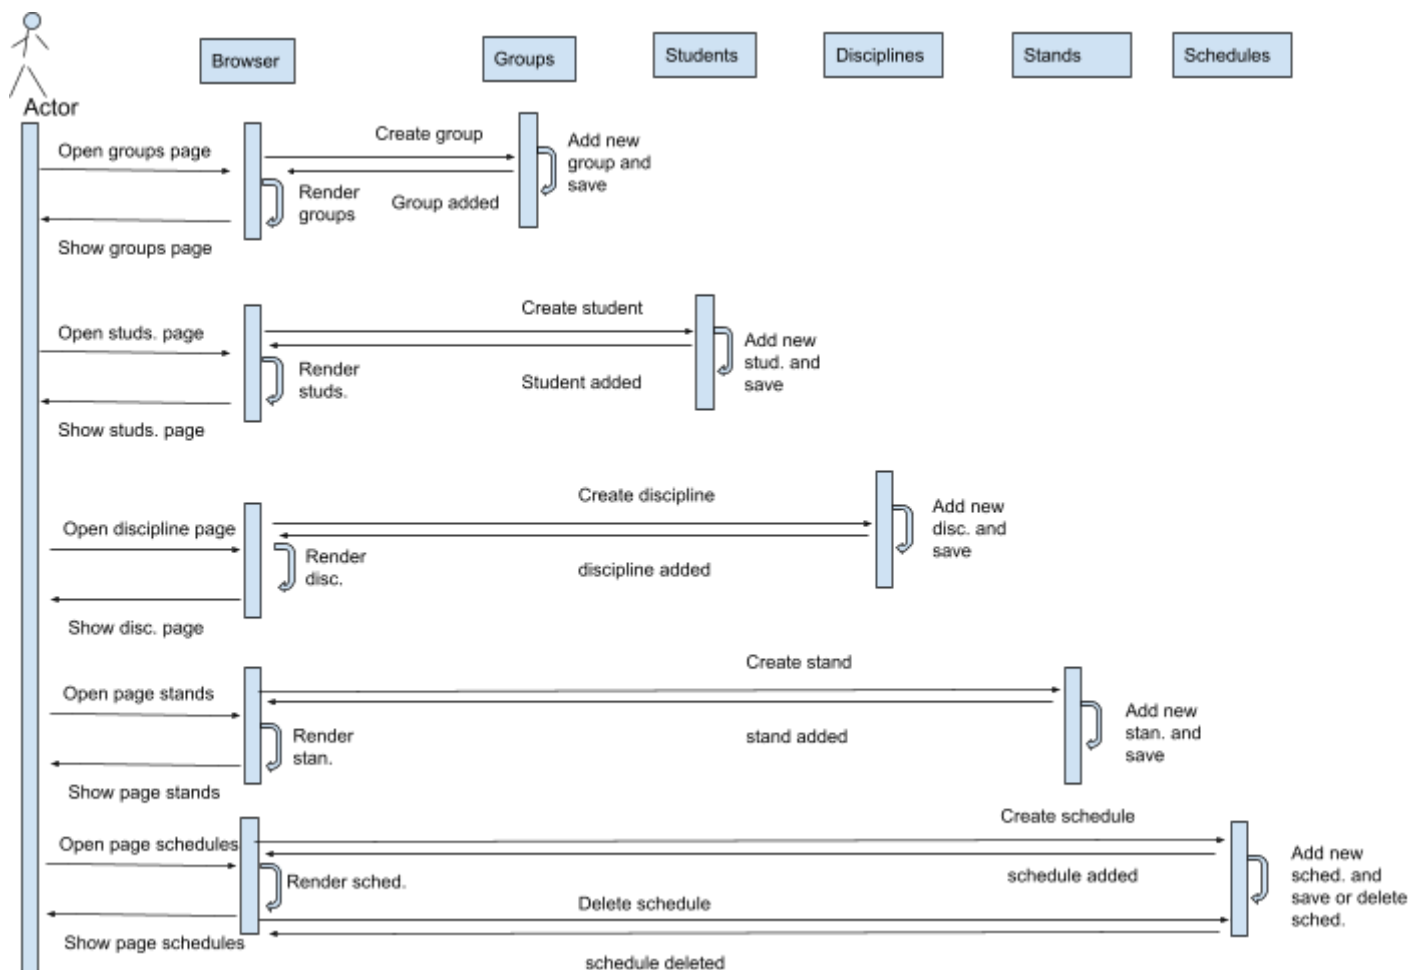 Browser
Groups
Students
Disciplines
Stands
Schedules
Actor
Open groups page
Create group
Add new
group and
save
Render
groups
Group added
Show groups page
Open studs. page
Create student
Add new
stud. and
save
Render
studs.
Student added
Show studs. page
Open discipline page
Create discipline
Add new
disc. and
save
Render
disc.
discipline added
Show disc. page
Open page stands
Create stand
Add new
stan. and
save
Render
stan.
stand added
Show page stands
Open page schedules
Create schedule
Add new
sched. and
save or delete
sched.
Render sched.
schedule added
Delete schedule
Show page schedules
schedule deleted